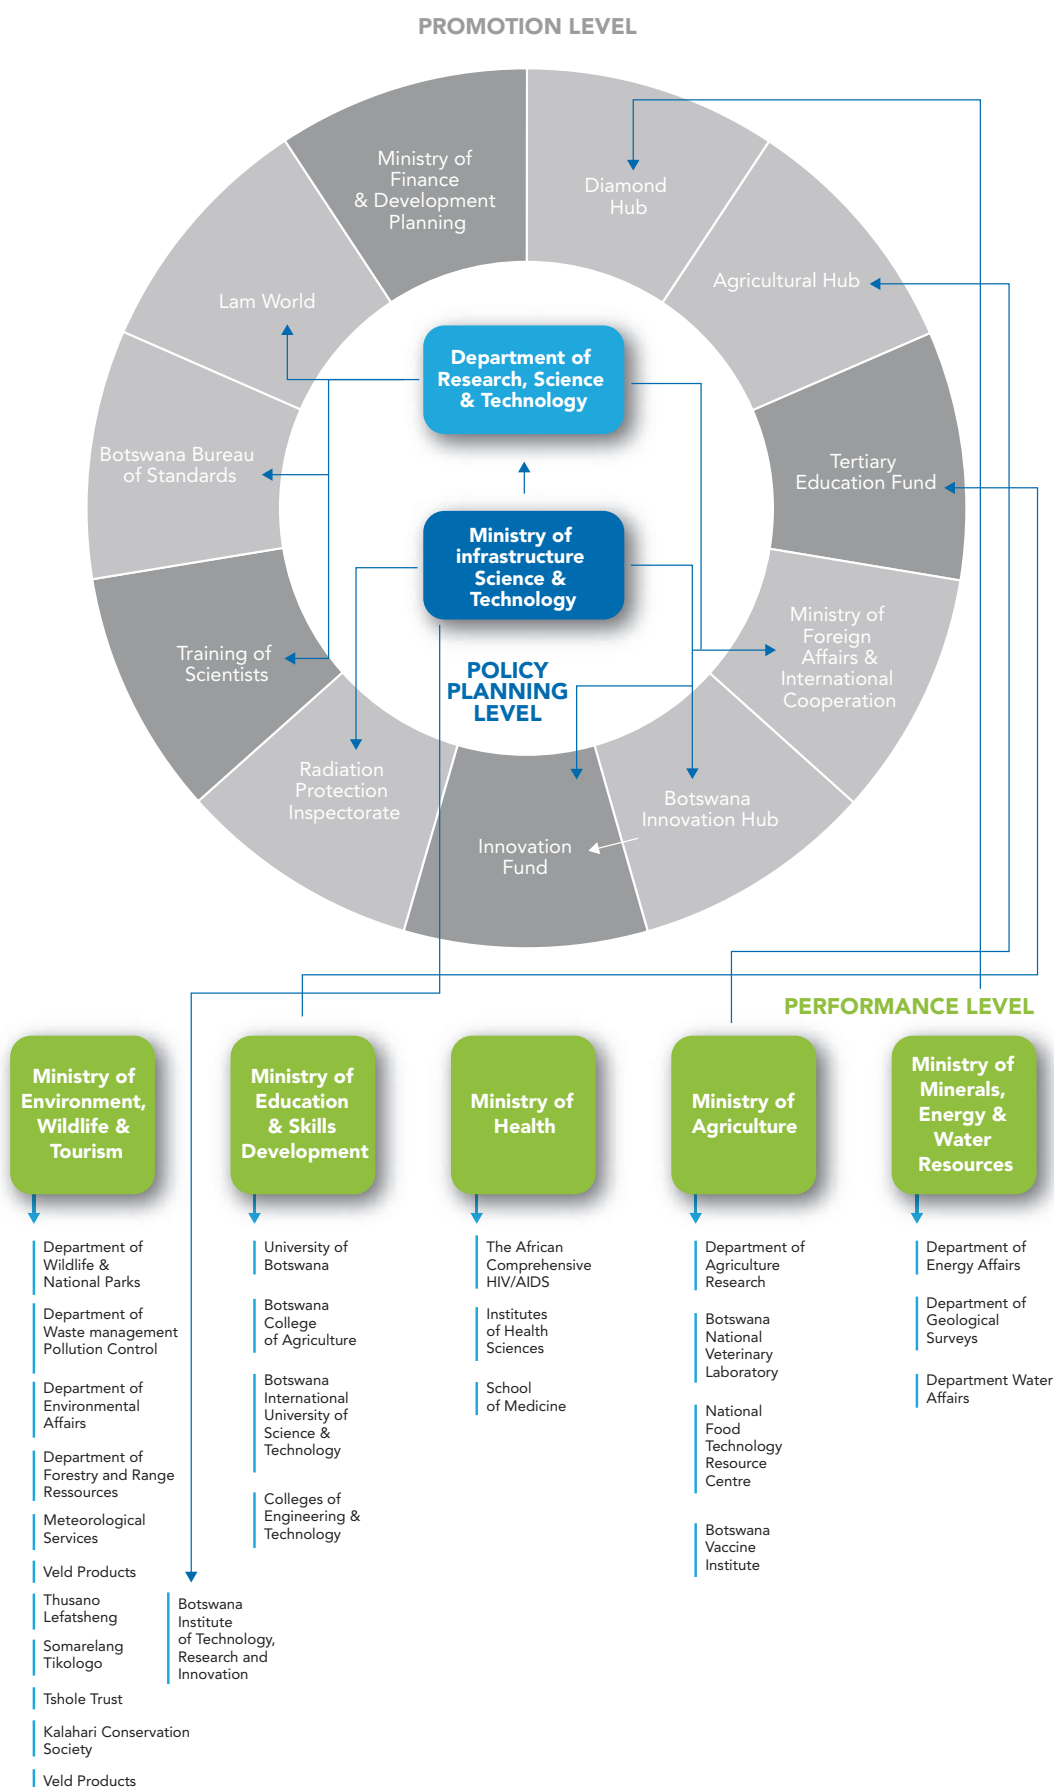 PROMOTION LEVEL
Ministry of
Finance
& Development
Planning
Diamond
Hub
Agricultural Hub
Lam World
Department of
Research, Science
& Technology
Botswana Bureau
of Standards
Tertiary
Education Fund
Ministry of
infrastructure
Science &
Technology
Ministry of
Foreign
Affairs &
International
Cooperation
Training of
Scientists
POLICY
PLANNING
LEVEL
Radiation
Protection
Inspectorate
Botswana
Innovation Hub
Innovation
Fund
PERFORMANCE LEVEL
Ministry of
Environment,
Wildlife &
Tourism
Ministry of
Education
& Skills
Development
Ministry of
Health
Ministry of
Agriculture
Ministry of
Minerals,
Energy &
Water
Resources
Department of
Wildlife &
National Parks
Department of
Waste management
Pollution Control
Department of
Environmental
Affairs
Department of
Forestry and Range
Ressources
Meteorological
Services
Veld Products
Thusano
Lefatsheng
Somarelang
Tikologo
Tshole Trust
Kalahari Conservation
Society
Veld Products
Botswana
Institute
of Technology,
Research and
Innovation
University of
Botswana
Botswana
College
of Agriculture
Botswana
International
University of
Science &
Technology
Colleges of
Engineering &
Technology
The African
Comprehensive
HIV/AIDS
Institutes
of Health
Sciences
School
of Medicine
Department of
Agriculture
Research
Botswana
National
Veterinary
Laboratory
National
Food
Technology
Resource
Centre
Botswana
Vaccine
Institute
Department of
Energy Affairs
Department of
Geological
Surveys
Department Water
Affairs